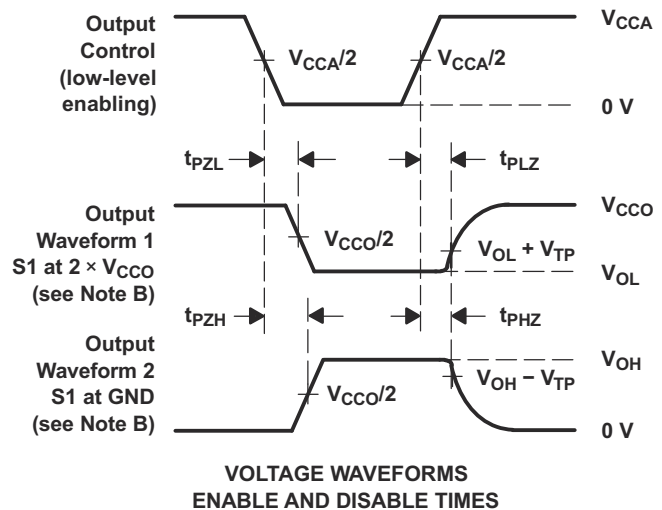 Output
Control
(low-level
enabling)
V_CCA/2
V_CCA/2
V_CCA
0 V
t_PZL
t_PLZ
Output
Waveform 1
S1 at 2 × V_CCO
(see Note B)
V_CCO/2
V_CCO
V_OL + V_TP
V_OL
t_PZH
t_PHZ
Output
Waveform 2
S1 at GND
(see Note B)
V_CCO/2
V_OH
V_OH − V_TP
0 V
VOLTAGE WAVEFORMS
ENABLE AND DISABLE TIMES